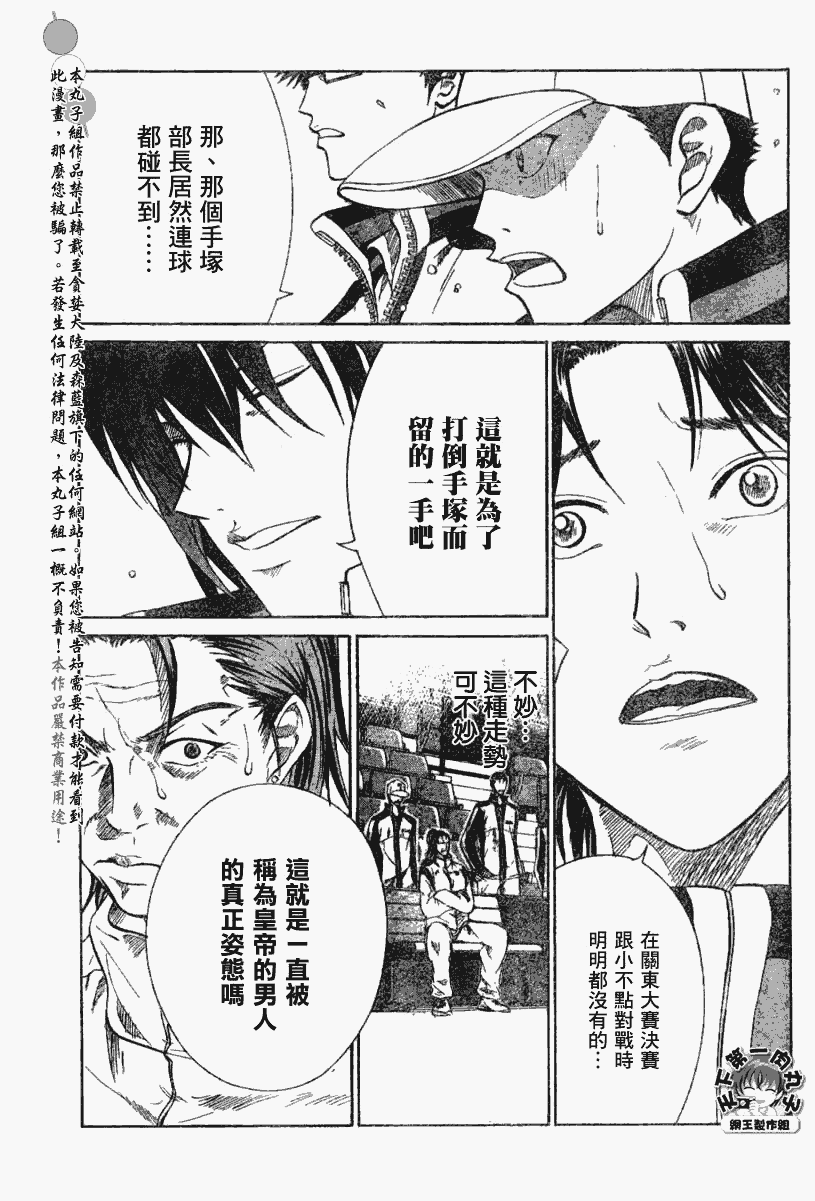 那、那個手塚
部長居然連球
都碰不到……
在關東大賽決賽
跟小不點對戰時
明明都沒有的…
這就是為了
打倒手塚而
留的一手吧
不妙…
這種走勢
可不妙
這就是一直被
稱為皇帝的男人
的真正姿態嗎
本丸子組作品禁止轉載至貪婪大陸及森藍旗下的任何網站。如果您被告知需要付款才能看到
此漫畫，那麼您被騙了。若發生任何法律問題，本丸子組一概不負責！本作品嚴禁商業用途！
天下第一肉丸子
網王製作組